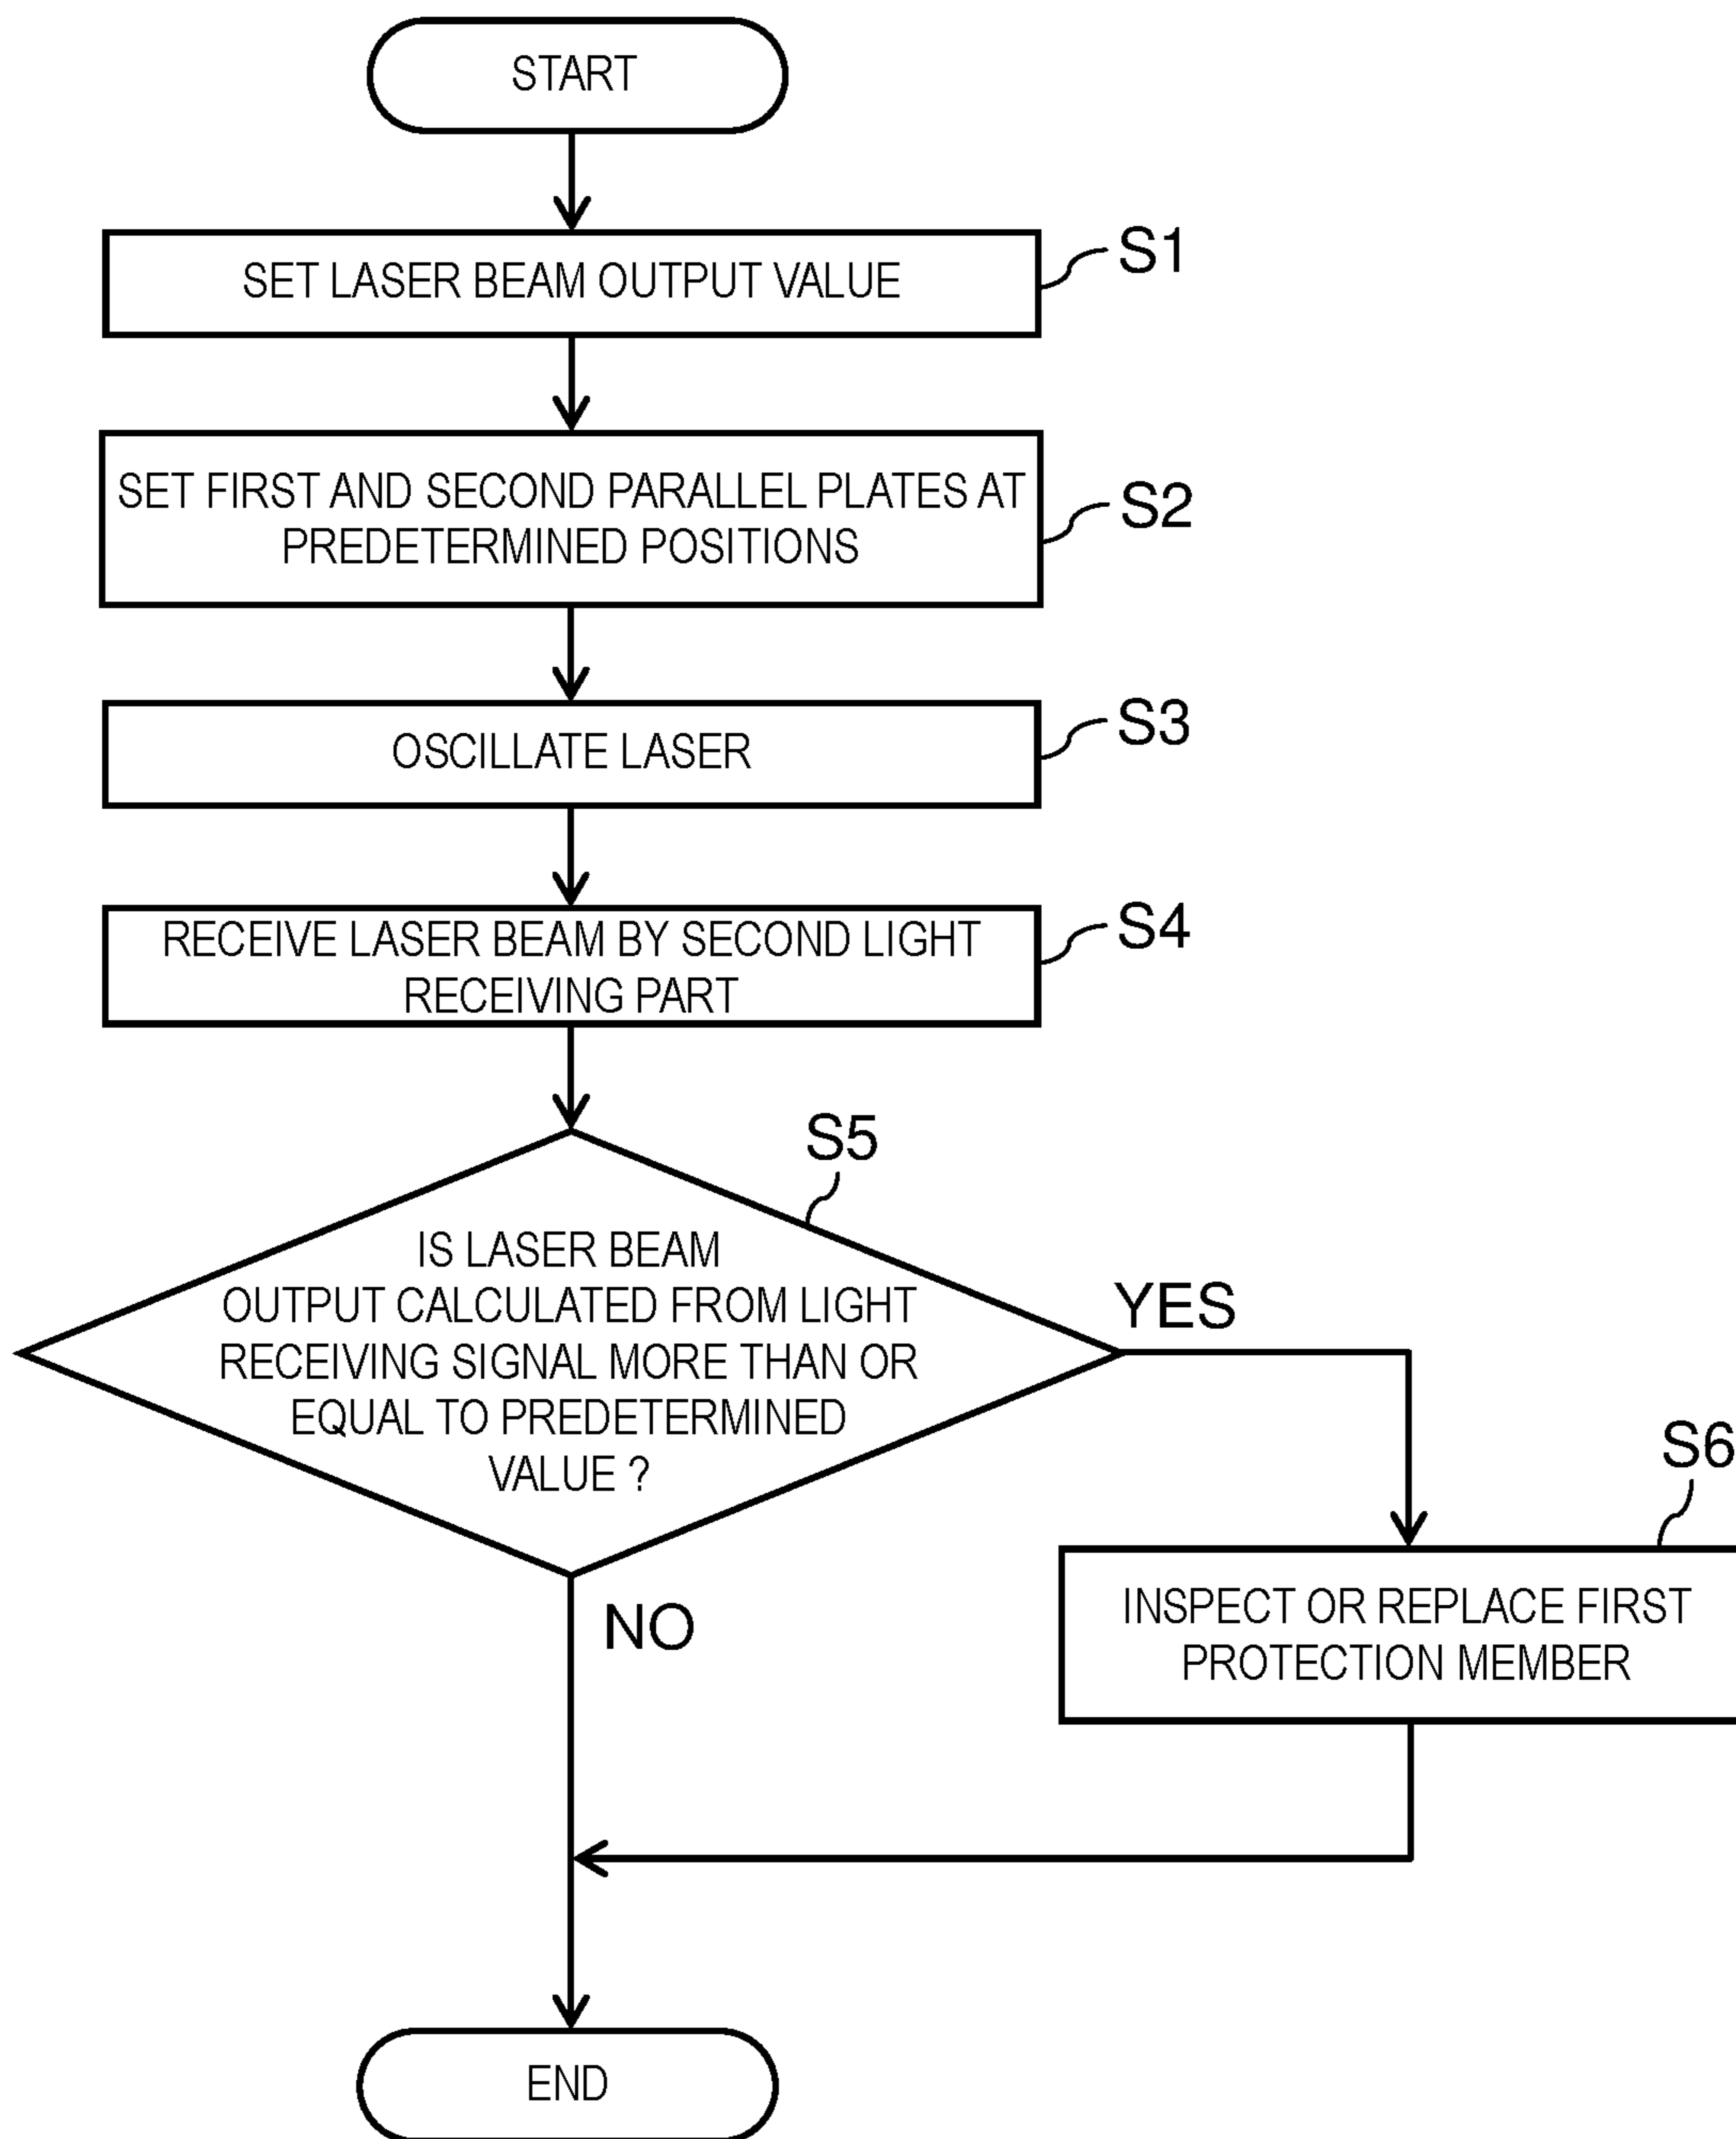 START
SET LASER BEAM OUTPUT VALUE
S1
SET FIRST AND SECOND PARALLEL PLATES AT
PREDETERMINED POSITIONS
S2
OSCILLATE LASER
S3
RECEIVE LASER BEAM BY SECOND LIGHT
RECEIVING PART
S4
S5
IS LASER BEAM
OUTPUT CALCULATED FROM LIGHT
RECEIVING SIGNAL MORE THAN OR
EQUAL TO PREDETERMINED
VALUE ?
YES
NO
S6
INSPECT OR REPLACE FIRST
PROTECTION MEMBER
END